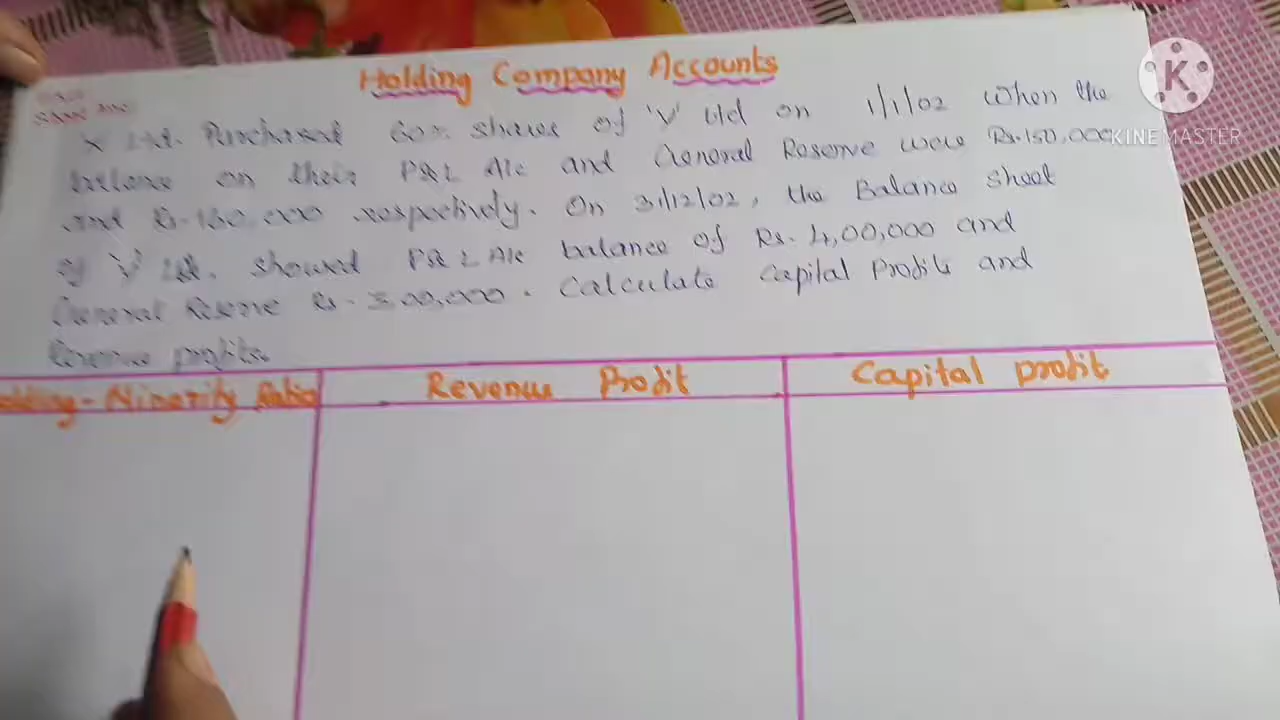 Holding Company Accounts
X Ltd. Purchased 60% shares of 'Y' Ltd on 1/1/02 when the
balance on their P&L A/c and General Reserve were Rs.150,000
and Rs. respectively. On 31/12/02, the Balance Sheet
of 'Y' Ltd. showed P&L A/c balance of Rs. 4,00,000 and
General Reserve Rs. 3,00,000. Calculate Capital Profits and
Revenue profits.
Holding-Minority Ratio
Revenue Profit
Capital profit
K
KINE MASTER